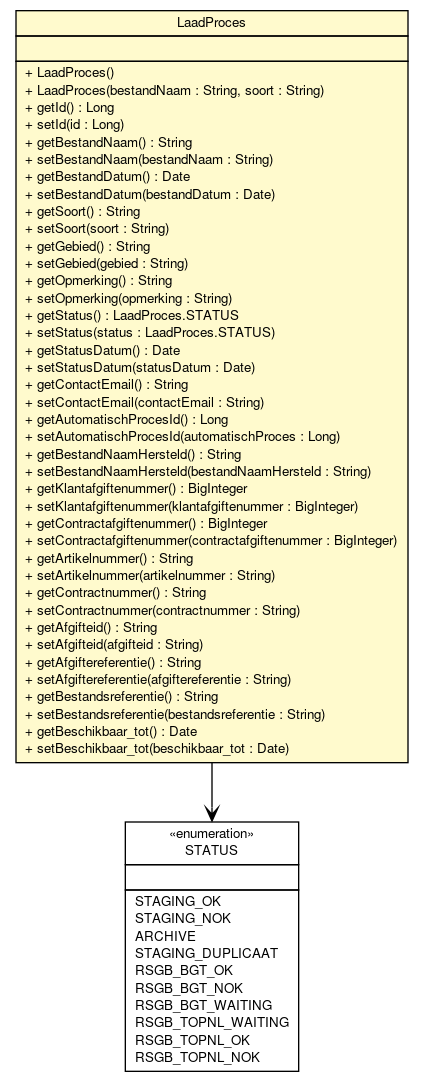 LaadProces
+ LaadProces()
+ LaadProces(bestandNaam : String, soort : String)
+ getId() : Long
+ setId(id : Long)
+ getBestandNaam() : String
+ setBestandNaam(bestandNaam : String)
+ getBestandDatum() : Date
+ setBestandDatum(bestandDatum : Date)
+ getSoort() : String
+ setSoort(soort : String)
+ getGebied() : String
+ setGebied(gebied : String)
+ getOpmerking() : String
+ setOpmerking(opmerking : String)
+ getStatus() : LaadProces.STATUS
+ setStatus(status : LaadProces.STATUS)
+ getStatusDatum() : Date
+ setStatusDatum(statusDatum : Date)
+ getContactEmail() : String
+ setContactEmail(contactEmail : String)
+ getAutomatischProcesId() : Long
+ setAutomatischProcesId(automatischProces : Long)
+ getBestandNaamHersteld() : String
+ setBestandNaamHersteld(bestandNaamHersteld : String)
+ getKlantafgiftenummer() : BigInteger
+ setKlantafgiftenummer(klantafgiftenummer : BigInteger)
+ getContractafgiftenummer() : BigInteger
+ setContractafgiftenummer(contractafgiftenummer : BigInteger)
+ getArtikelnummer() : String
+ setArtikelnummer(artikelnummer : String)
+ getContractnummer() : String
+ setContractnummer(contractnummer : String)
+ getAfgifteid() : String
+ setAfgifteid(afgifteid : String)
+ getAfgiftereferentie() : String
+ setAfgiftereferentie(afgiftereferentie : String)
+ getBestandsreferentie() : String
+ setBestandsreferentie(bestandsreferentie : String)
+ getBeschikbaar_tot() : Date
+ setBeschikbaar_tot(beschikbaar_tot : Date)
«enumeration»
STATUS
STAGING_OK
STAGING_NOK
ARCHIVE
STAGING_DUPLICAAT
RSGB_BGT_OK
RSGB_BGT_NOK
RSGB_BGT_WAITING
RSGB_TOPNL_WAITING
RSGB_TOPNL_OK
RSGB_TOPNL_NOK